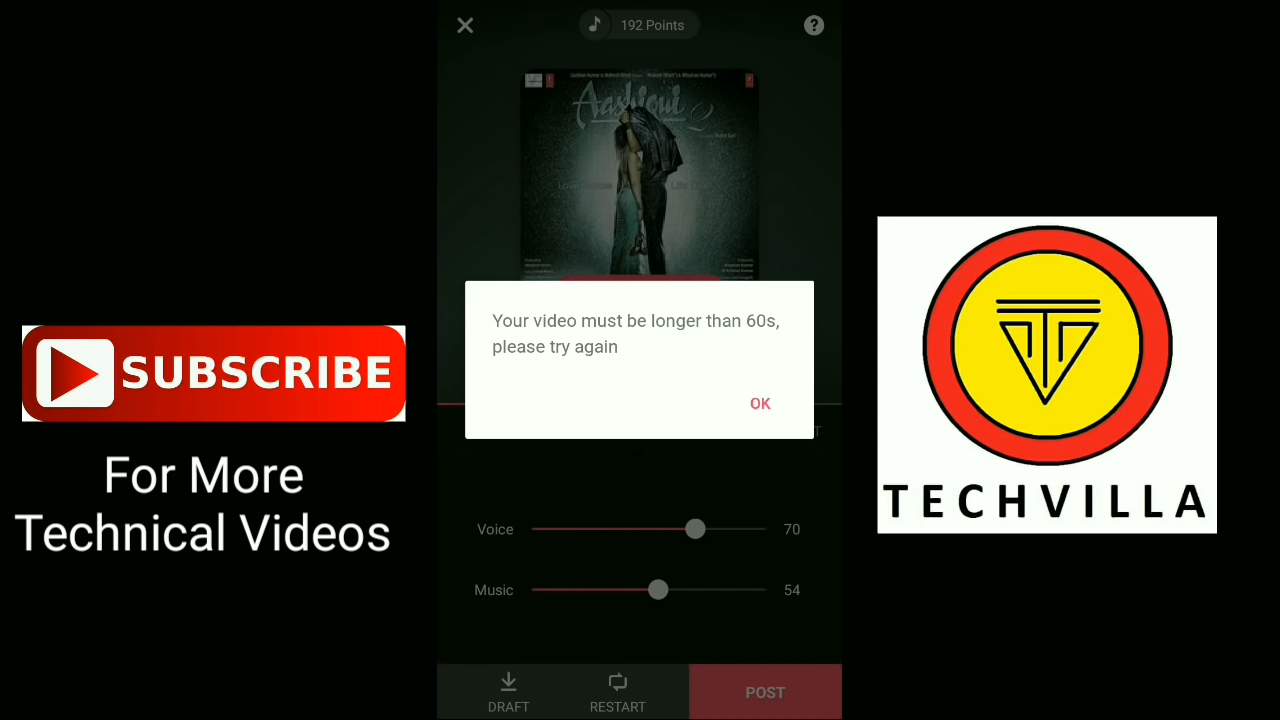 192 Points
?
Aashiqui 2
Your video must be longer than 60s,
please try again
OK
SUBSCRIBE
For More
Technical Videos
TECHVILLA
Voice
70
Music
54
DRAFT
RESTART
POST